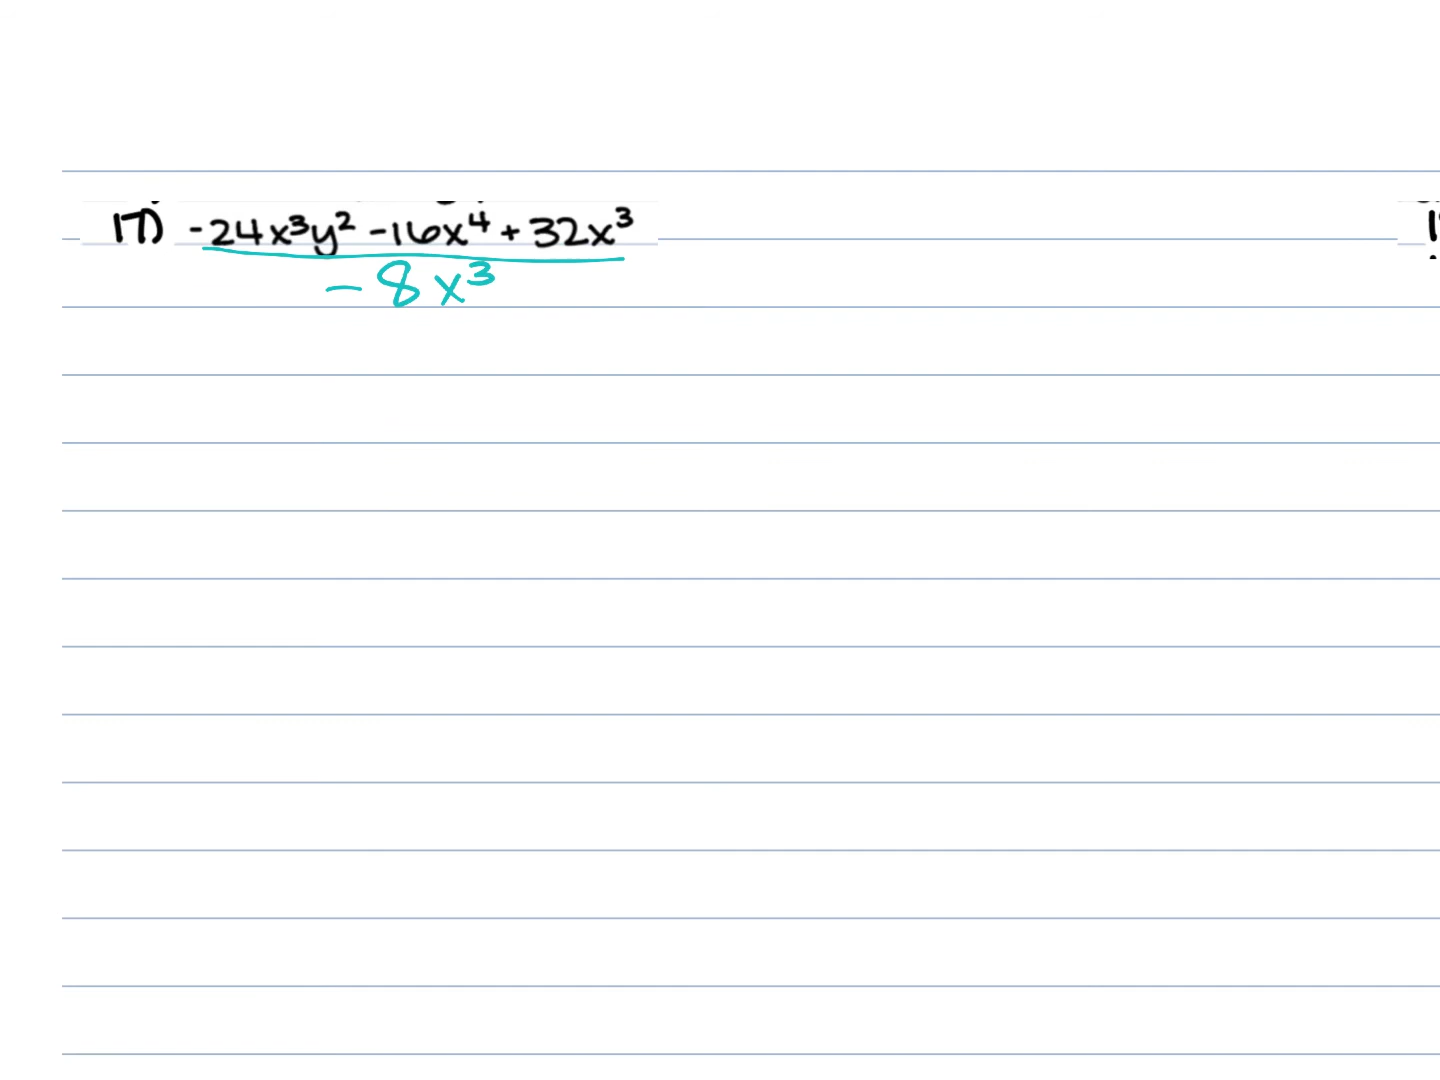 17) -24x³y² -16x⁴ + 32x³
- 8x³